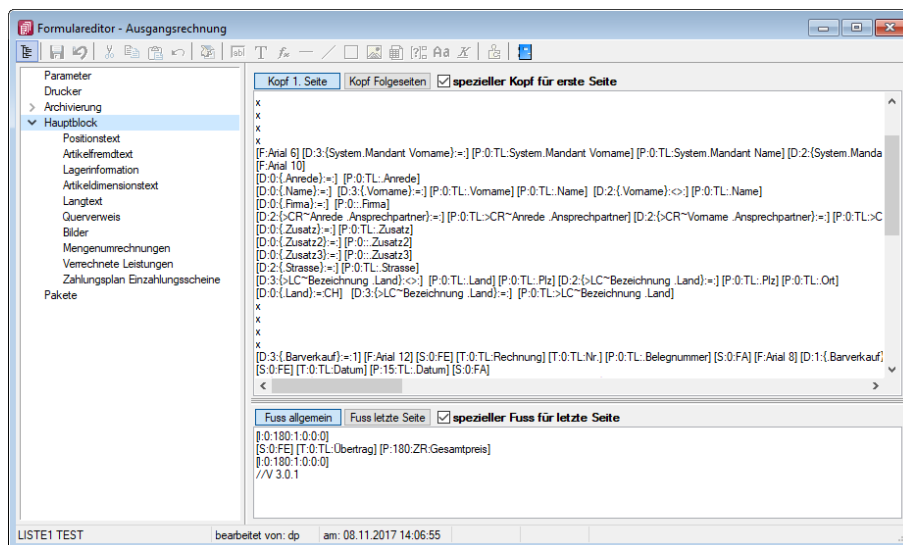 Formulareditor - Ausgangsrechnung
Parameter
Drucker
Archivierung
Hauptblock
Positionstext
Artikelfremdtext
Lagerinformation
Artikeldimensionstext
Langtext
Querverweis
Bilder
Mengenumrechnungen
Verrechnete Leistungen
Zahlungsplan Einzahlungsscheine
Pakete
Kopf 1. Seite Kopf Folgeseiten spezieller Kopf für erste Seite
x
x
x
x
[F:Arial 6] [D:3:{System.Mandant Vorname}:=:] [P:0:TL:System.Mandant Vorname] [P:0:TL:System.Mandant Name] [D:2:{System.Manda
[F:Arial 10]
[D:0:{.Anrede}:=:] [P:0:TL:.Anrede]
[D:0:{.Name}:=:] [D:3:{.Vorname}:=:] [P:0:TL:.Vorname] [P:0:TL:.Name] [D:2:{.Vorname}:<>:] [P:0:TL:.Name]
[D:0:{.Firma}:=:] [P:0::.Firma]
[D:2:{>CR~Anrede .Ansprechpartner}:=:] [P:0:TL:>CR~Anrede .Ansprechpartner] [D:2:{>CR~Vorname .Ansprechpartner}:=:] [P:0:TL:>C
[D:0:{.Zusatz}:=:] [P:0:TL:.Zusatz]
[D:0:{.Zusatz2}:=:] [P:0::.Zusatz2]
[D:0:{.Zusatz3}:=:] [P:0::.Zusatz3]
[D:2:{.Strasse}:=:] [P:0:TL:.Strasse]
[D:3:{>LC~Bezeichnung .Land}:<>:] [P:0:TL:.Land] [P:0:TL:.Plz] [D:2:{>LC~Bezeichnung .Land}:=:] [P:0:TL:.Plz] [P:0:TL:.Ort]
[D:0:{.Land}:=:CH] [D:3:{>LC~Bezeichnung .Land}:=:] [P:0:TL:>LC~Bezeichnung .Land]
x
x
x
[D:3:{.Barverkauf}:=:1] [F:Arial 12] [S:0:FE] [T:0:TL:Rechnung] [T:0:TL:Nr.] [P:0:TL:.Belegnummer] [S:0:FA] [F:Arial 8] [D:1:{.Barverkauf}
[S:0:FE] [T:0:TL:Datum] [P:15:TL:.Datum] [S:0:FA]
Fuss allgemein Fuss letzte Seite spezieller Fuss für letzte Seite
[I:0:180:1:0:0:0]
[S:0:FE] [T:0:TL:Übertrag] [P:180:ZR:Gesamtpreis]
[I:0:180:1:0:0:0]
//V 3.0.1
LISTE1 TEST bearbeitet von: dp am: 08.11.2017 14:06:55